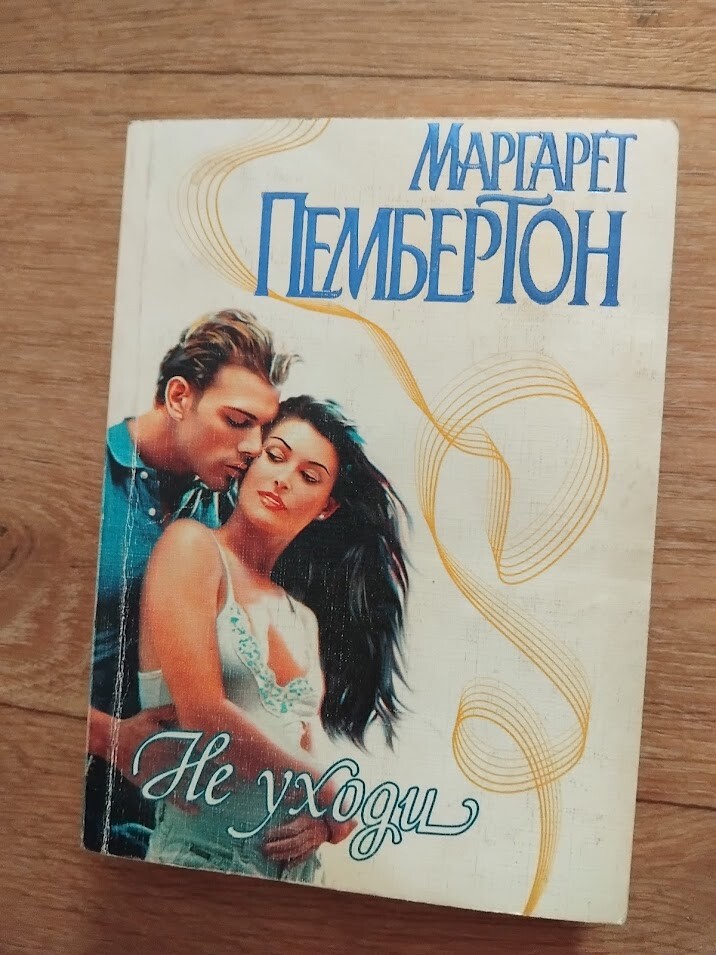 Маргарет
Пембертон
Не уходи